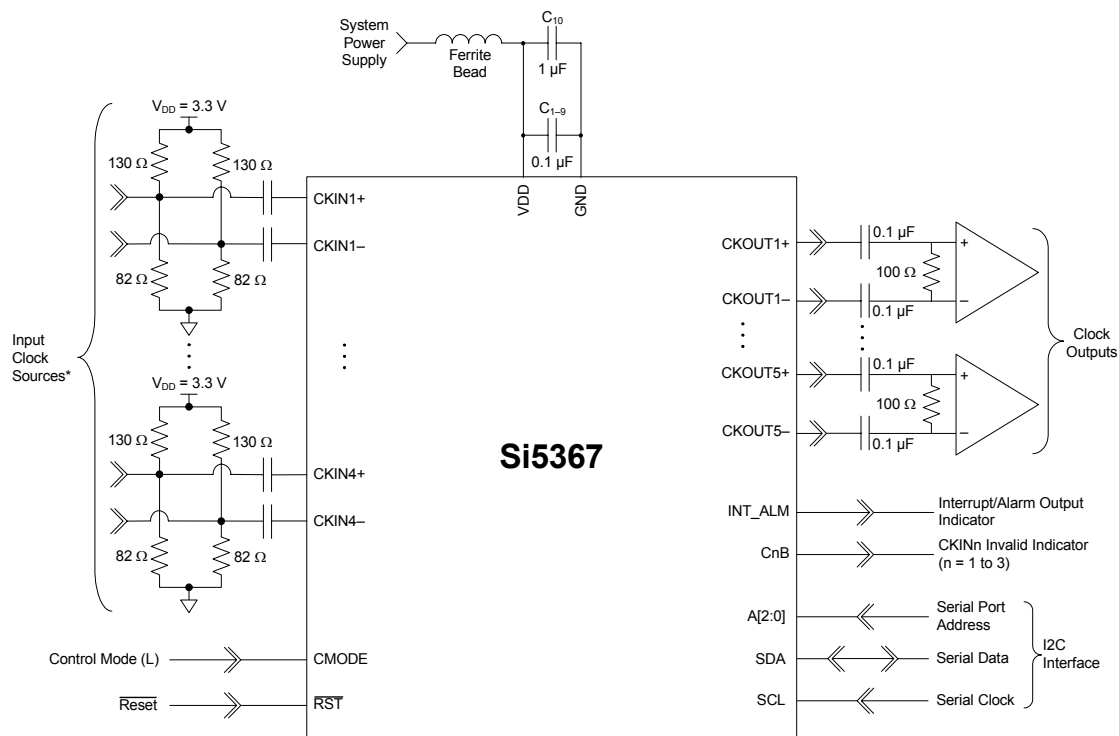 System
Power
Supply
Ferrite
Bead
C10
1 µF
C1–9
0.1 µF
VDD
GND
VDD = 3.3 V
130 Ω
130 Ω
CKIN1+
CKIN1–
82 Ω
82 Ω
Input
Clock
Sources*
VDD = 3.3 V
130 Ω
130 Ω
CKIN4+
CKIN4–
82 Ω
82 Ω
Control Mode (L)
CMODE
Reset
RST
Si5367
CKOUT1+
0.1 µF
+
100 Ω
CKOUT1–
0.1 µF
–
CKOUT5+
0.1 µF
+
100 Ω
CKOUT5–
0.1 µF
–
Clock
Outputs
INT_ALM
Interrupt/Alarm Output
Indicator
CnB
CKINn Invalid Indicator
(n = 1 to 3)
A[2:0]
Serial Port
Address
SDA
Serial Data
SCL
Serial Clock
I2C
Interface